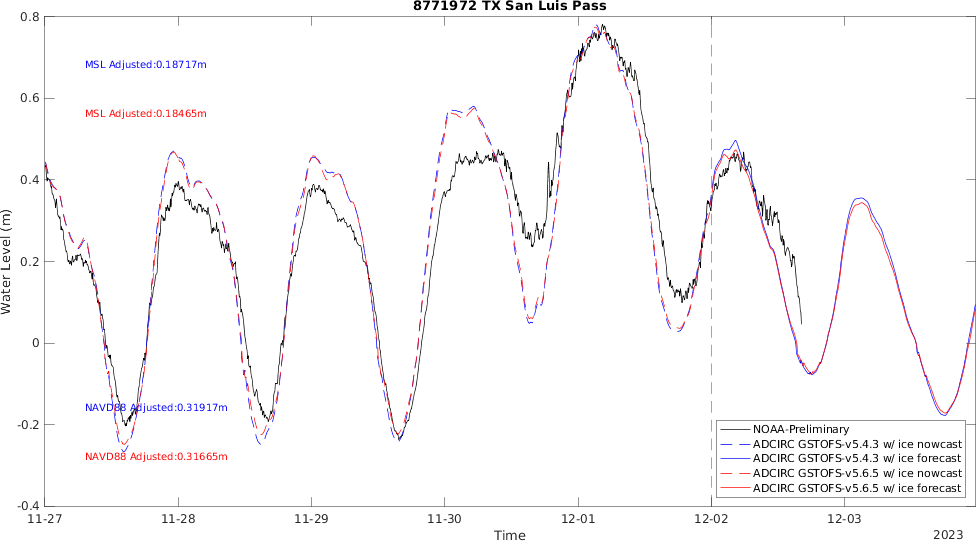 8771972 TX San Luis Pass
0.8
0.6
0.4
0.2
0
-0.2
-0.4
Water Level (m)
MSL Adjusted:0.18717m
MSL Adjusted:0.18465m
NAVD88 Adjusted:0.31917m
NAVD88 Adjusted:0.31665m
NOAA-Preliminary
ADCIRC GSTOFS-v5.4.3 w/ ice nowcast
ADCIRC GSTOFS-v5.4.3 w/ ice forecast
ADCIRC GSTOFS-v5.6.5 w/ ice nowcast
ADCIRC GSTOFS-v5.6.5 w/ ice forecast
11-27 11-28 11-29 11-30 12-01 12-02 12-03
Time
2023